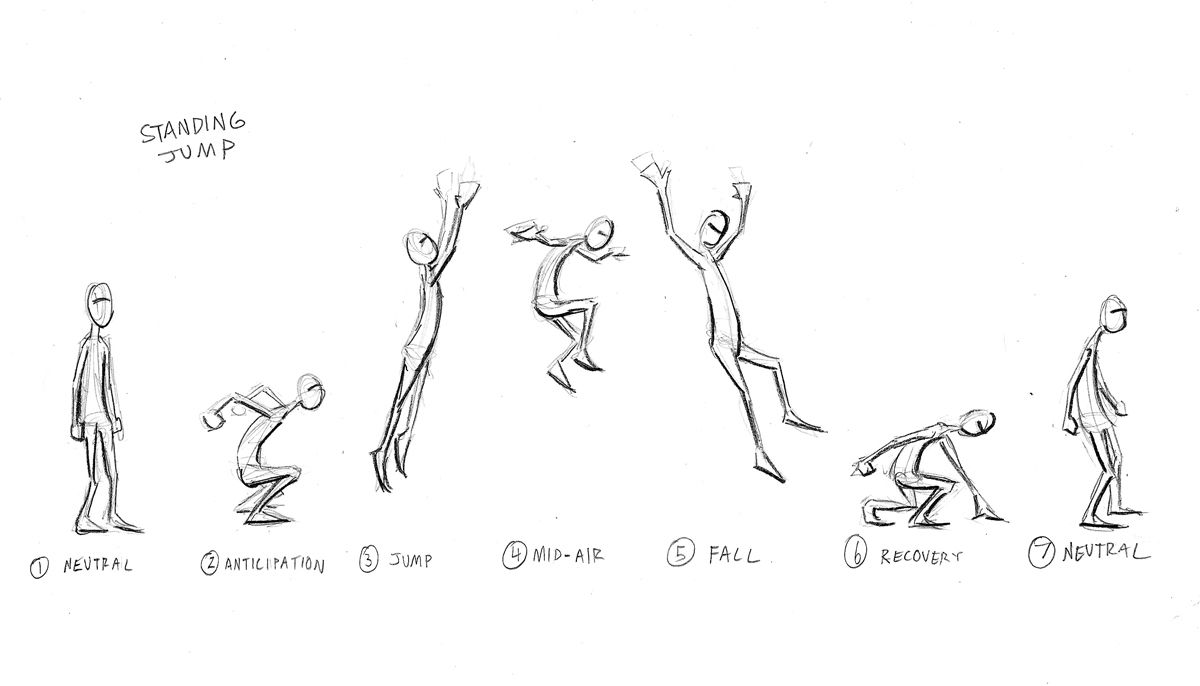 STANDING
JUMP
① NEUTRAL
② ANTICIPATION
③ JUMP
④ MID-AIR
⑤ FALL
⑥ RECOVERY
⑦ NEUTRAL